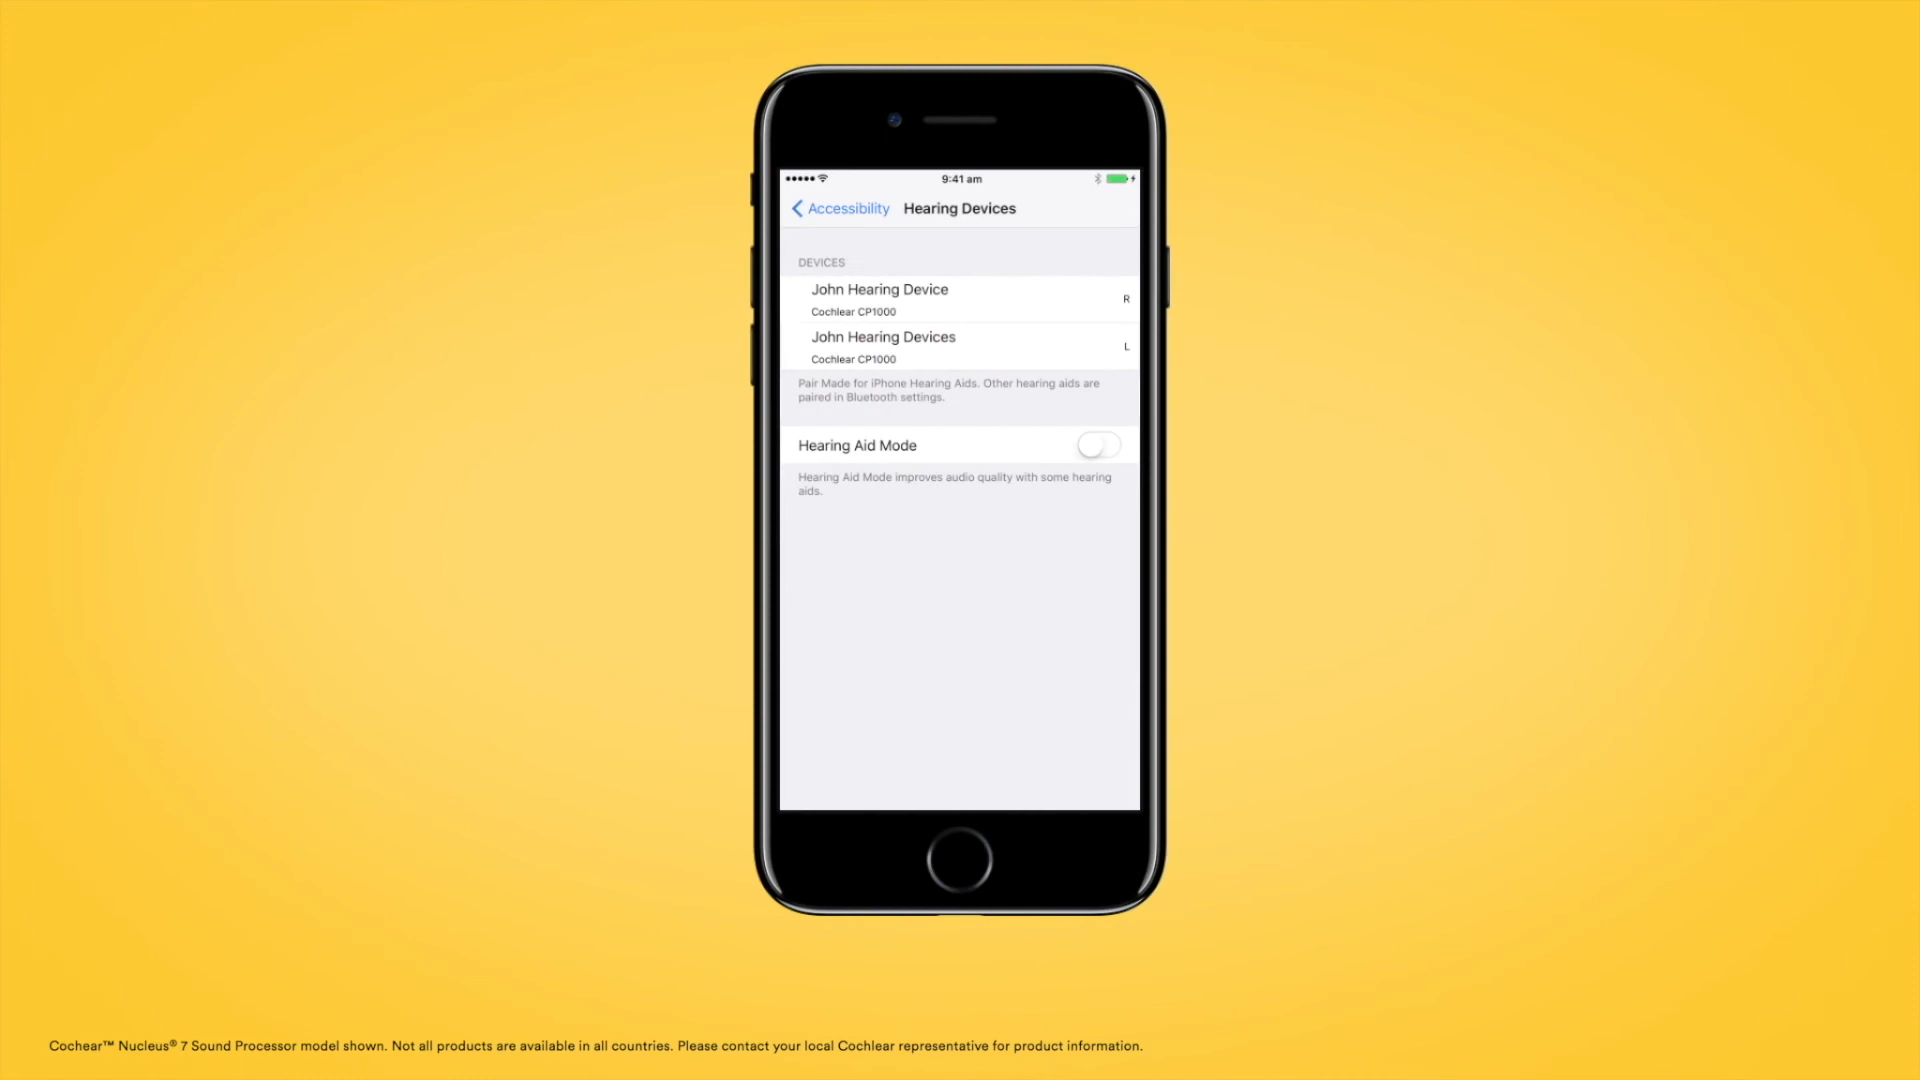 9:41 am
Accessibility Hearing Devices
DEVICES
John Hearing Device
Cochlear CP1000
R
John Hearing Devices
Cochlear CP1000
L
Pair Made for iPhone Hearing Aids. Other hearing aids are
paired in Bluetooth settings.
Hearing Aid Mode
Hearing Aid Mode improves audio quality with some hearing
aids.
Cochear™ Nucleus® 7 Sound Processor model shown. Not all products are available in all countries. Please contact your local Cochlear representative for product information.